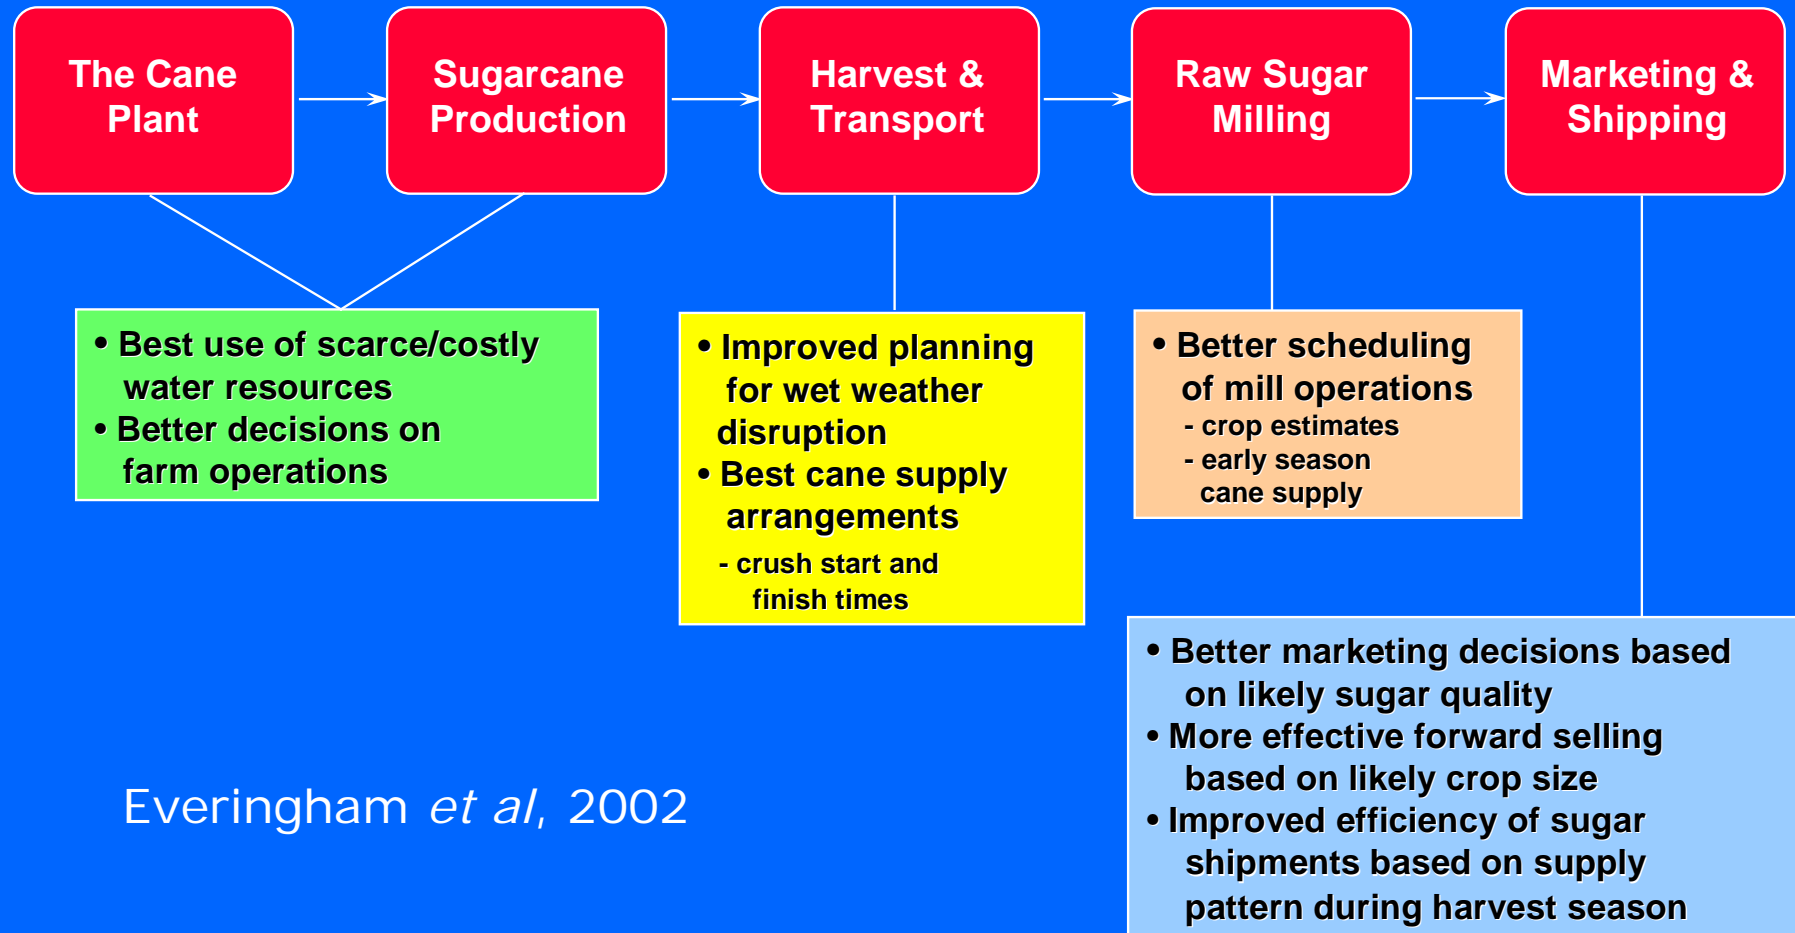 The Cane
Plant
Sugarcane
Production
Harvest &
Transport
Raw Sugar
Milling
Marketing &
Shipping
• Best use of scarce/costly
water resources
• Better decisions on
farm operations
• Improved planning
for wet weather
disruption
• Best cane supply
arrangements
- crush start and
finish times
• Better scheduling
of mill operations
- crop estimates
- early season
cane supply
• Better marketing decisions based
on likely sugar quality
• More effective forward selling
based on likely crop size
• Improved efficiency of sugar
shipments based on supply
pattern during harvest season
Everingham et al, 2002